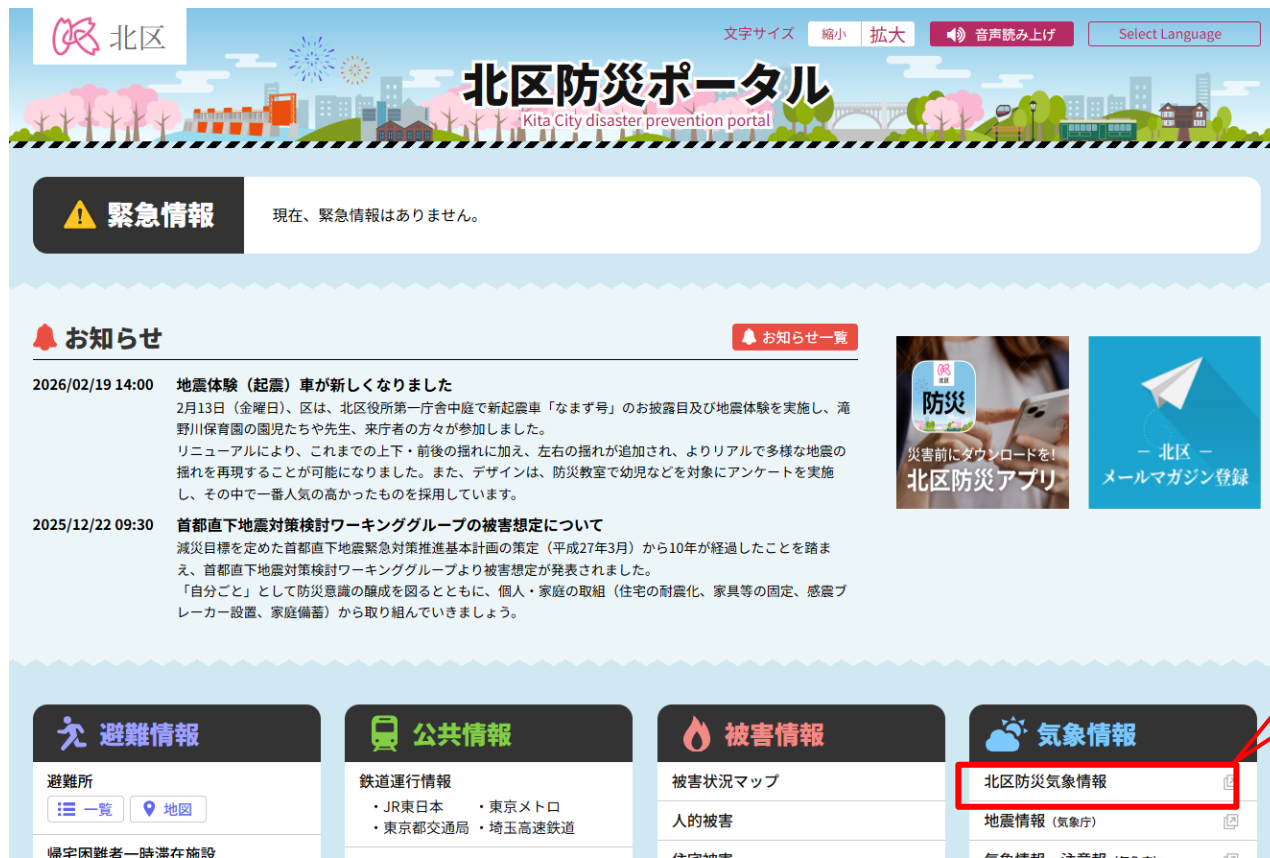 北区
文字サイズ 縮小 拡大 音声読み上げ Select Language
北区防災ポータル
Kita City disaster prevention portal
緊急情報
現在、緊急情報はありません。
お知らせ
お知らせ一覧
2026/02/19 14:00 地震体験（起震）車が新しくなりました
2月13日（金曜日）、区は、北区役所第一庁舎中庭で新起震車「なまず号」のお披露目及び地震体験を実施し、滝
野川保育園の園児たちや先生、来庁者の方々が参加しました。
リニューアルにより、これまでの上下・前後の揺れに加え、左右の揺れが追加され、よりリアルで多様な地震の
揺れを再現することが可能になりました。また、デザインは、防災教室で幼児などを対象にアンケートを実施
し、その中で一番人気の高かったものを採用しています。
2025/12/22 09:30 首都直下地震対策検討ワーキンググループの被害想定について
減災目標を定めた首都直下地震緊急対策推進基本計画の策定（平成27年3月）から10年が経過したことを踏ま
え、首都直下地震対策検討ワーキンググループより被害想定が発表されました。
「自分ごと」として防災意識の醸成を図るとともに、個人・家庭の取組（住宅の耐震化、家具等の固定、感震ブ
レーカー設置、家庭備蓄）から取り組んでいきましょう。
北区
防災
災害前にダウンロードを!
北区防災アプリ
– 北区 –
メールマガジン登録
避難情報
避難所
一覧 地図
帰宅困難者一時滞在施設
公共情報
鉄道運行情報
・JR東日本 ・東京メトロ
・東京都交通局 ・埼玉高速鉄道
被害情報
被害状況マップ
人的被害
住宅被害
気象情報
北区防災気象情報
地震情報（気象庁）
気象情報・注意報（気象庁）